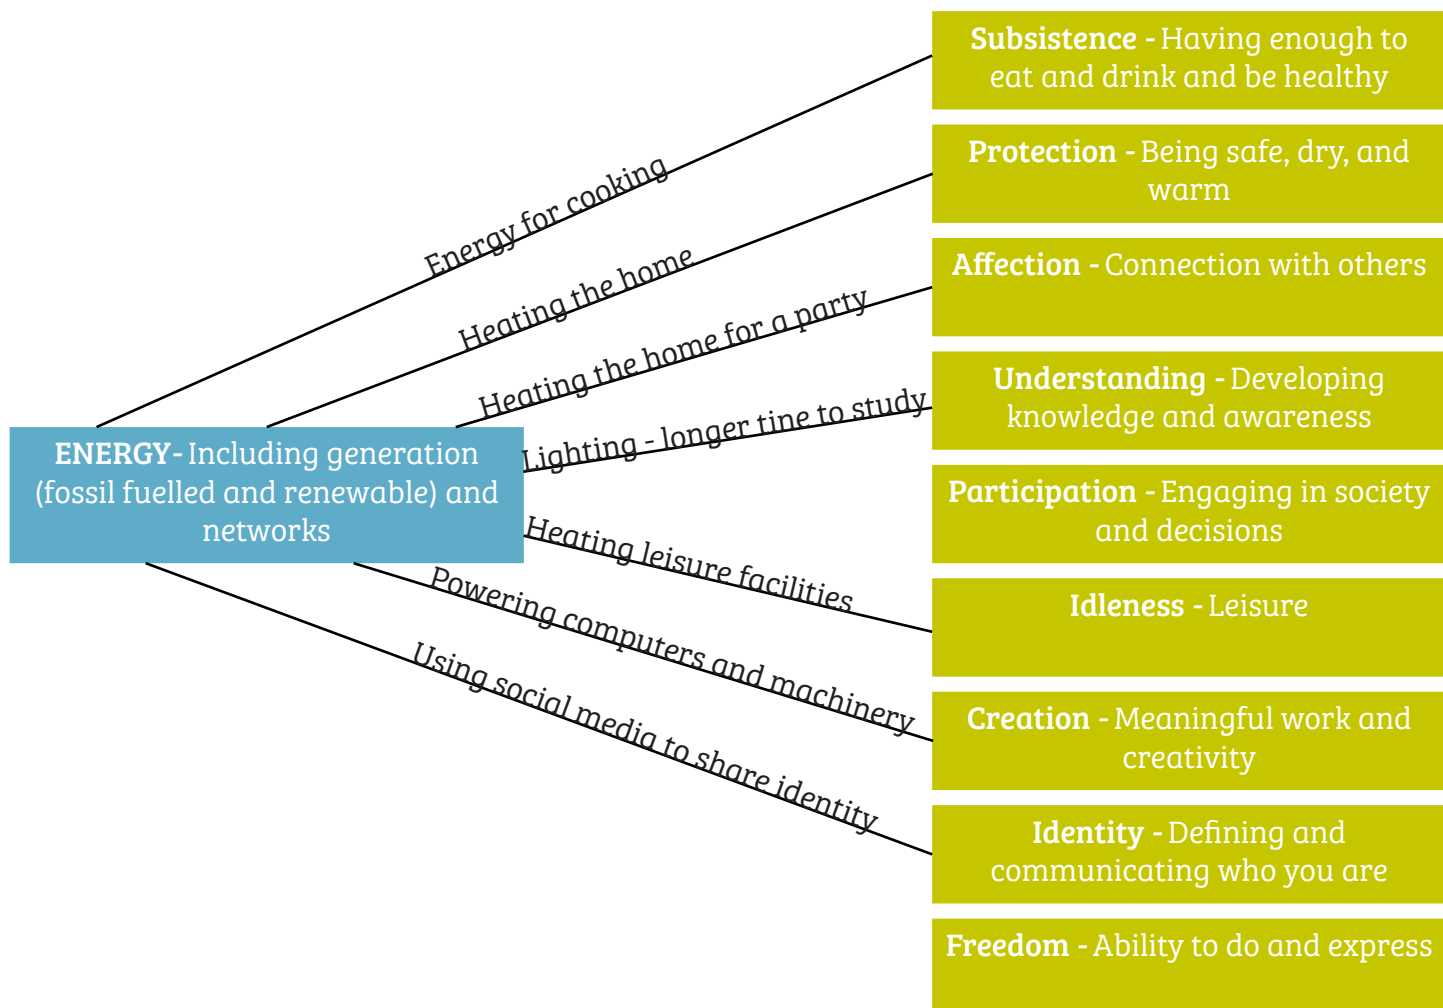 Subsistence - Having enough to
eat and drink and be healthy
Protection - Being safe, dry, and
warm
Affection - Connection with others
Understanding - Developing
knowledge and awareness
Participation - Engaging in society
and decisions
Idleness - Leisure
Creation - Meaningful work and
creativity
Identity - Defining and
communicating who you are
Freedom - Ability to do and express
Energy for cooking
Heating the home
Heating the home for a party
Lighting - longer tine to study
Heating leisure facilities
Powering computers and machinery
Using social media to share identity
ENERGY- Including generation
(fossil fuelled and renewable) and
networks